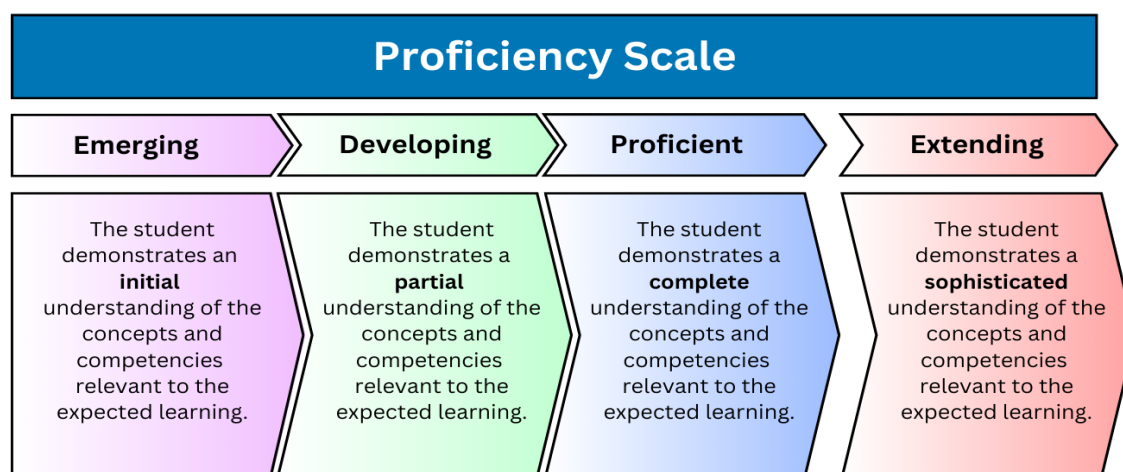 Proficiency Scale
Emerging
Developing
Proficient
Extending
The student
demonstrates an
initial
understanding of the
concepts and
competencies
relevant to the
expected learning.
The student
demonstrates a
partial
understanding of the
concepts and
competencies
relevant to the
expected learning.
The student
demonstrates a
complete
understanding of the
concepts and
competencies
relevant to the
expected learning.
The student
demonstrates a
sophisticated
understanding of the
concepts and
competencies
relevant to the
expected learning.